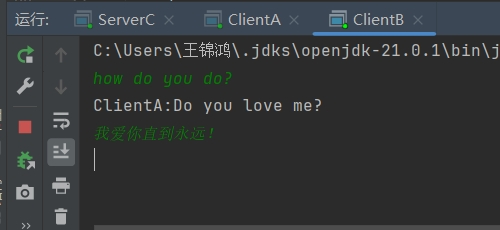 运行: ServerC × ClientA × ClientB ×
C:\Users\王锦鸿\.jdks\openjdk-21.0.1\bin\j
how do you do?
ClientA:Do you love me?
我爱你直到永远!